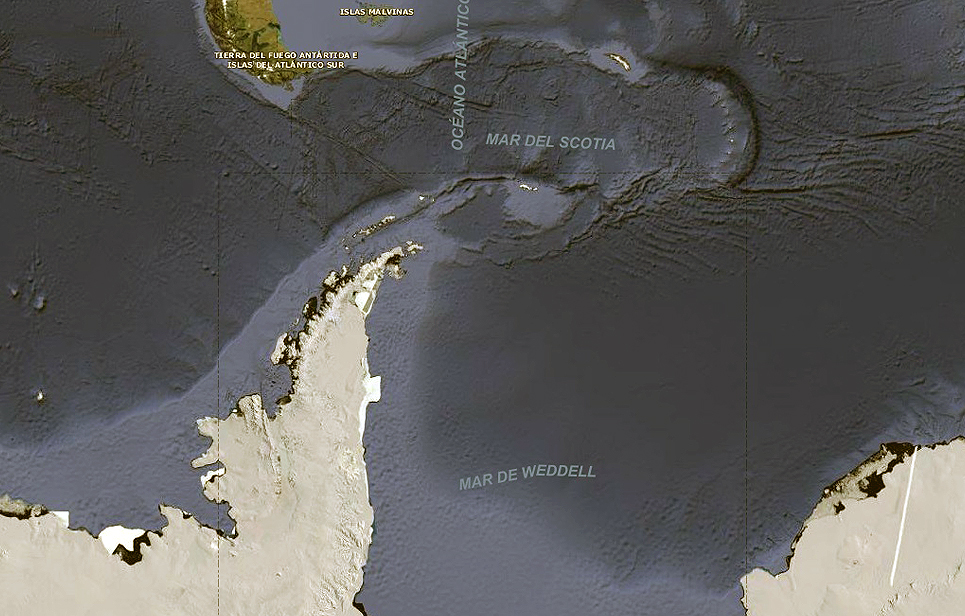 ISLAS MALVINAS
TIERRA DEL FUEGO ANTÁRTIDA E
ISLAS DEL ATLÁNTICO SUR
OCÉANO ATLÁNTICO
MAR DEL SCOTIA
MAR DE WEDDELL